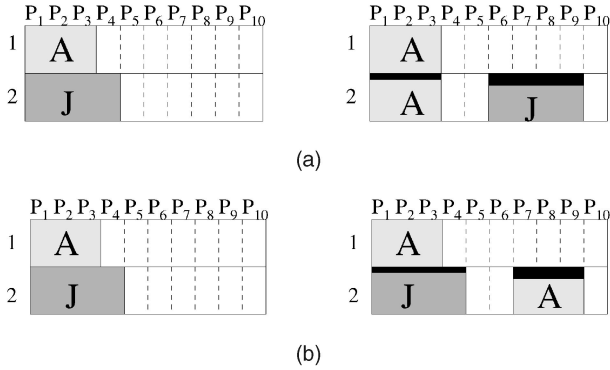 P1 P2 P3 P4 P5 P6 P7 P8 P9 P10 P1 P2 P3 P4 P5 P6 P7 P8 P9 P10
1 A 1 A
2 J 2 A J
(a)
P1 P2 P3 P4 P5 P6 P7 P8 P9 P10 P1 P2 P3 P4 P5 P6 P7 P8 P9 P10
1 A 1 A
2 J 2 J A
(b)